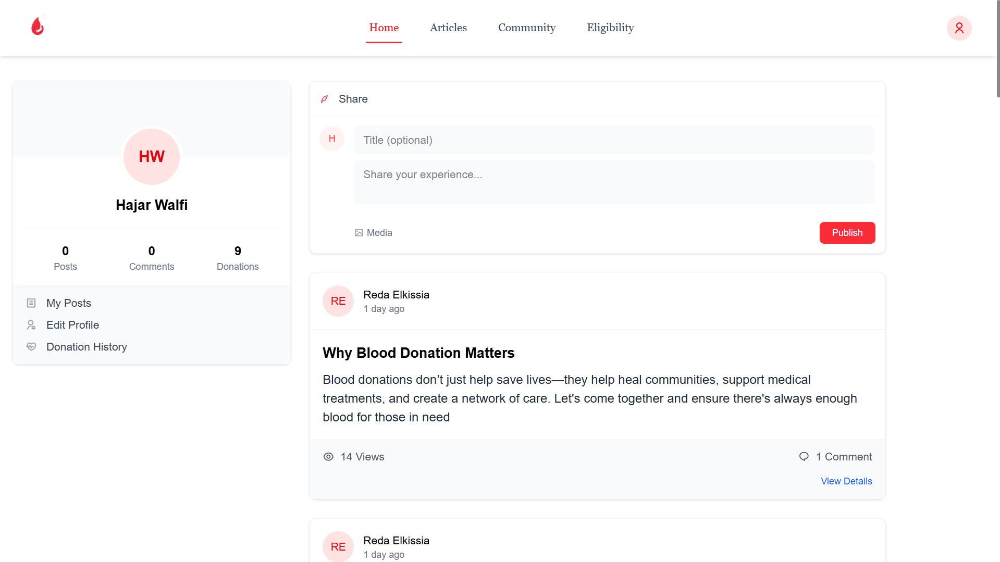 Home
Articles
Community
Eligibility
HW
Hajar Walfi
0
Posts
0
Comments
9
Donations
My Posts
Edit Profile
Donation History
Share
H
Title (optional)
Share your experience...
Media
Publish
RE
Reda Elkissia
1 day ago
Why Blood Donation Matters
Blood donations don’t just help save lives—they help heal communities, support medical
treatments, and create a network of care. Let's come together and ensure there's always enough
blood for those in need
14 Views
1 Comment
View Details
RE
Reda Elkissia
1 day ago